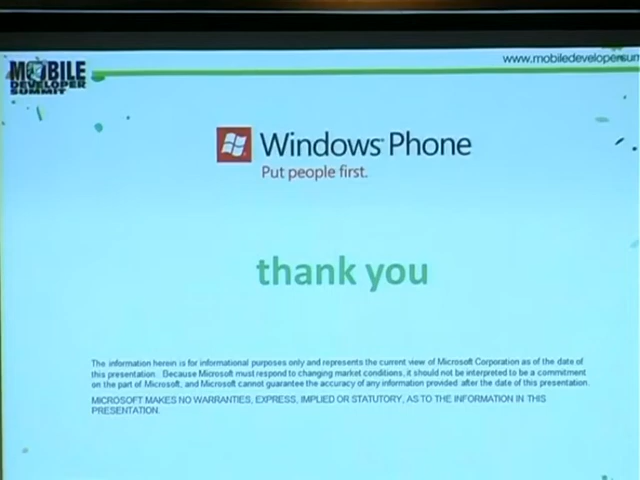 MOBILE
DEVELOPER
SUMMIT
www.mobiledevelopersum
Windows Phone
Put people first.
thank you
The information herein is for informational purposes only and represents the current view of Microsoft Corporation as of the date of
this presentation. Because Microsoft must respond to changing market conditions, it should not be interpreted to be a commitment
on the part of Microsoft, and Microsoft cannot guarantee the accuracy of any information provided after the date of this presentation.
MICROSOFT MAKES NO WARRANTIES, EXPRESS, IMPLIED OR STATUTORY, AS TO THE INFORMATION IN THIS
PRESENTATION.